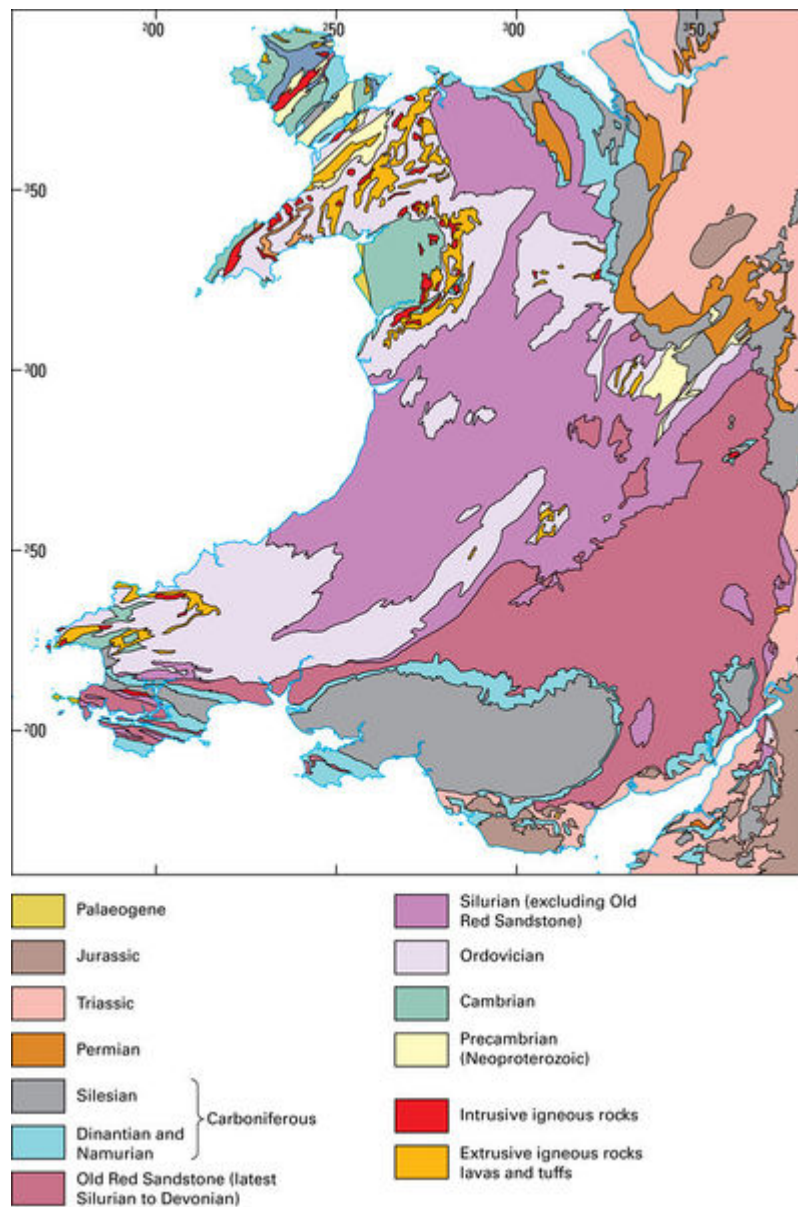 200 250 300 350
350
300
250
200
Palaeogene
Jurassic
Triassic
Permian
Silesian
Carboniferous
Dinantian and
Namurian
Old Red Sandstone (latest
Silurian to Devonian)
Silurian (excluding Old
Red Sandstone)
Ordovician
Cambrian
Precambrian
(Neoproterozoic)
Intrusive igneous rocks
Extrusive igneous rocks
lavas and tuffs